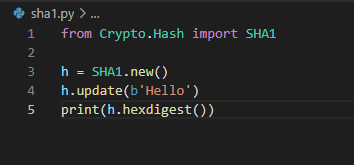 sha1.py > ...
1 from Crypto.Hash import SHA1
2
3 h = SHA1.new()
4 h.update(b'Hello')
5 print(h.hexdigest())